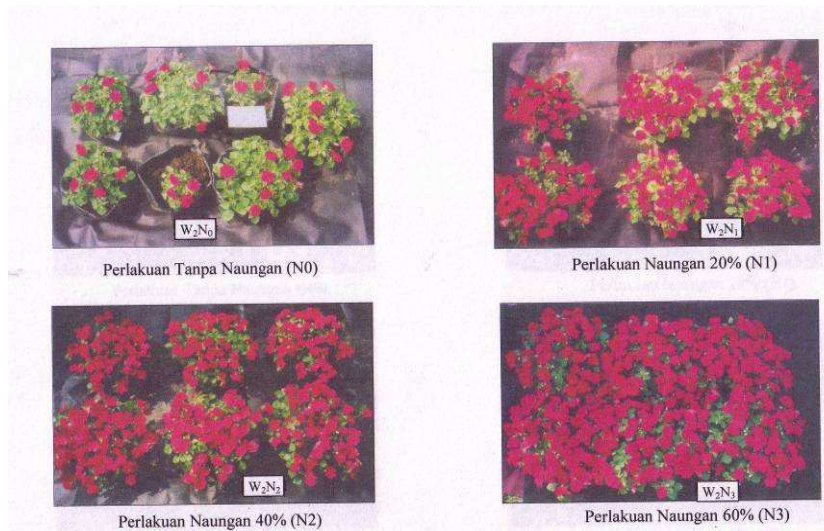 W₂N₀
Perlakuan Tanpa Naungan (N0)
W₂N₁
Perlakuan Naungan 20% (N1)
W₂N₂
Perlakuan Naungan 40% (N2)
W₂N₃
Perlakuan Naungan 60% (N3)